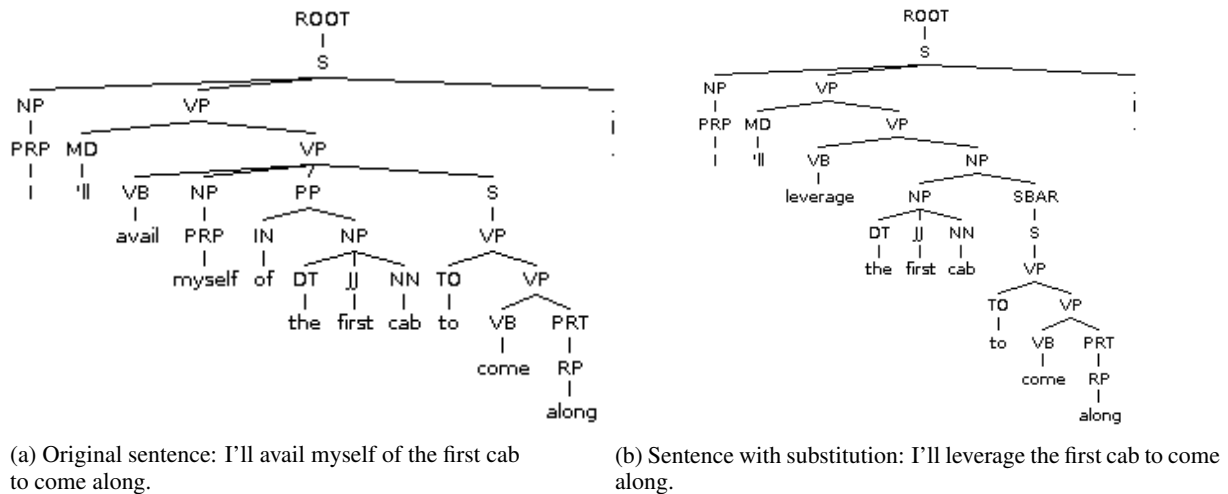 ROOT
S
NP VP .
PRP MD VP .
I 'll VB NP PP S
avail PRP IN NP VP
myself of DT JJ NN TO VP
the first cab to VB PRT
come RP
along
(a) Original sentence: I'll avail myself of the first cab
to come along.
ROOT
S
NP VP .
PRP MD VP .
I 'll VB NP
leverage NP SBAR
DT JJ NN S
the first cab VP
TO VP
to VB PRT
come RP
along
(b) Sentence with substitution: I'll leverage the first cab to come
along.